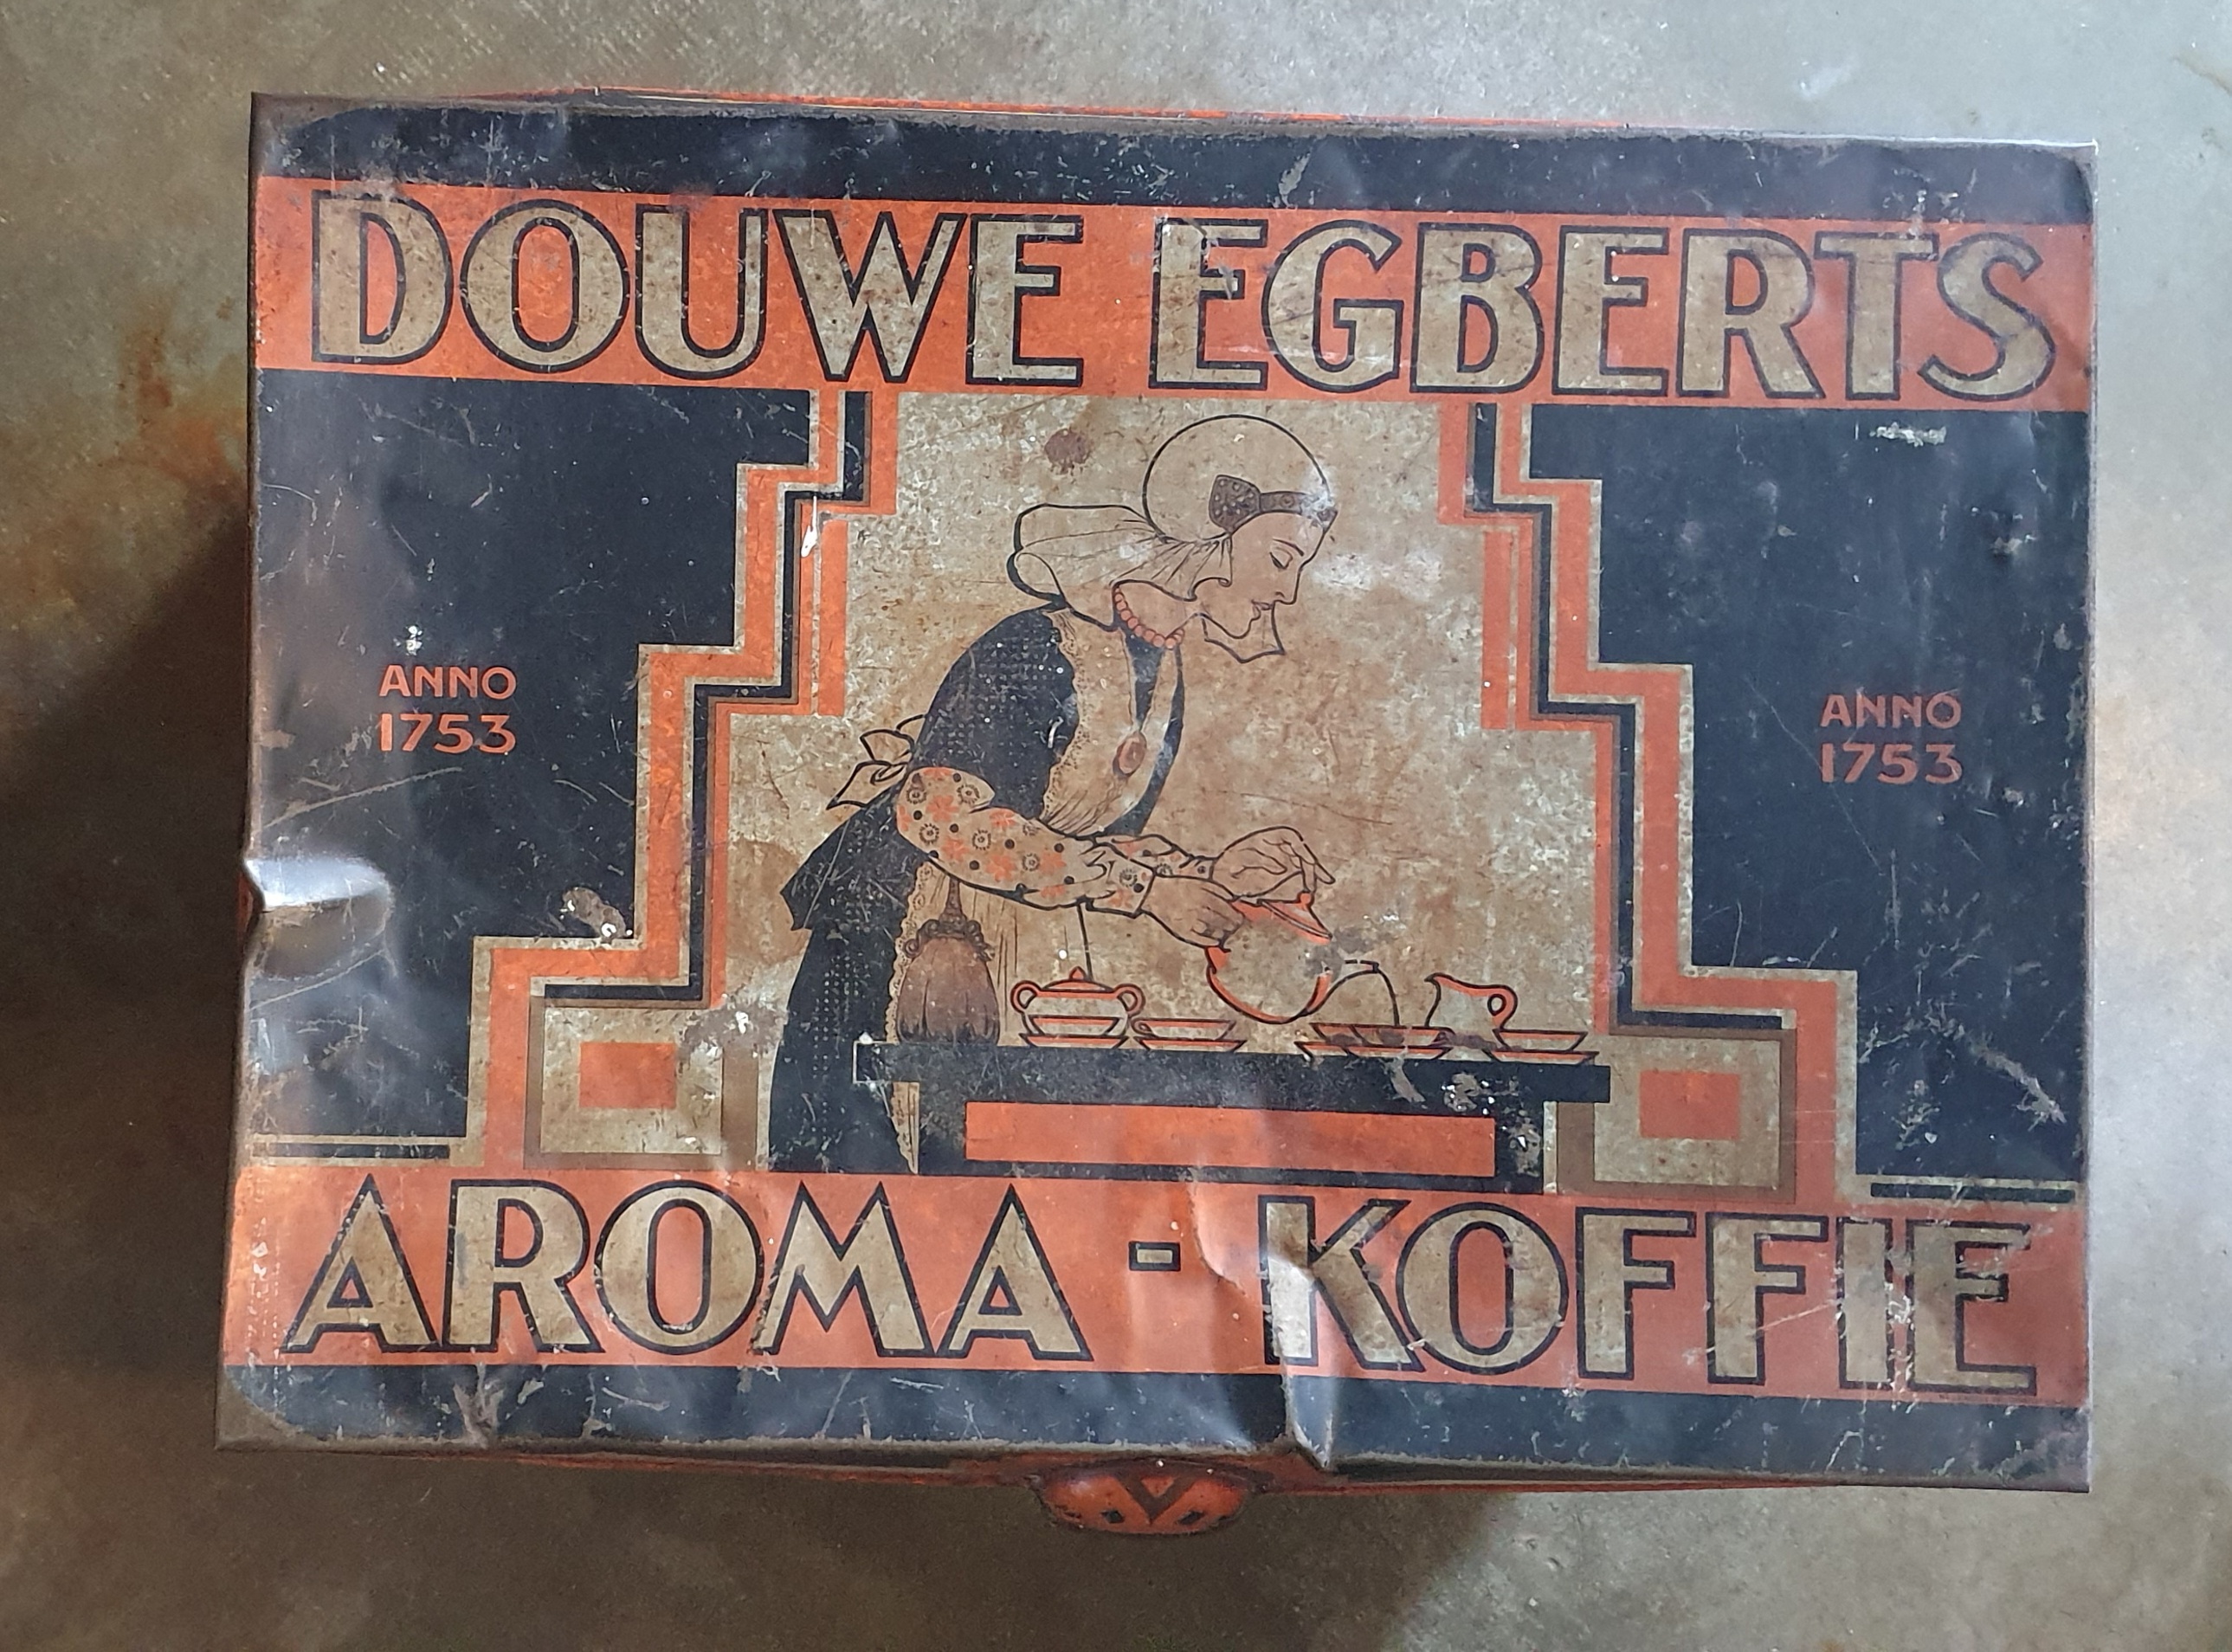 DOUWE EGBERTS
ANNO
1753
ANNO
1753
AROMA - KOFFIE